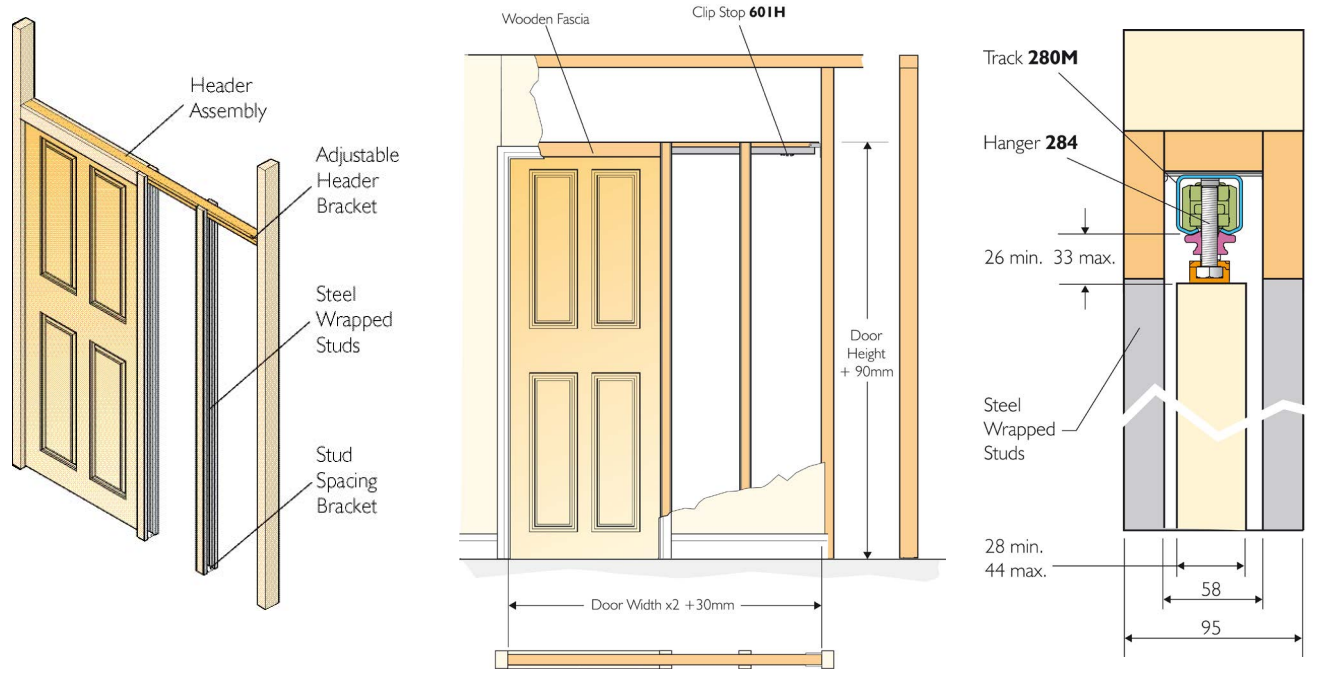 Header
Assembly
Adjustable
Header
Bracket
Steel
Wrapped
Studs
Stud
Spacing
Bracket
Wooden Fascia
Clip Stop 601H
Door
Height
+ 90mm
Door Width x2 +30mm
Track 280M
Hanger 284
26 min. 33 max.
Steel
Wrapped
Studs
28 min.
44 max.
58
95